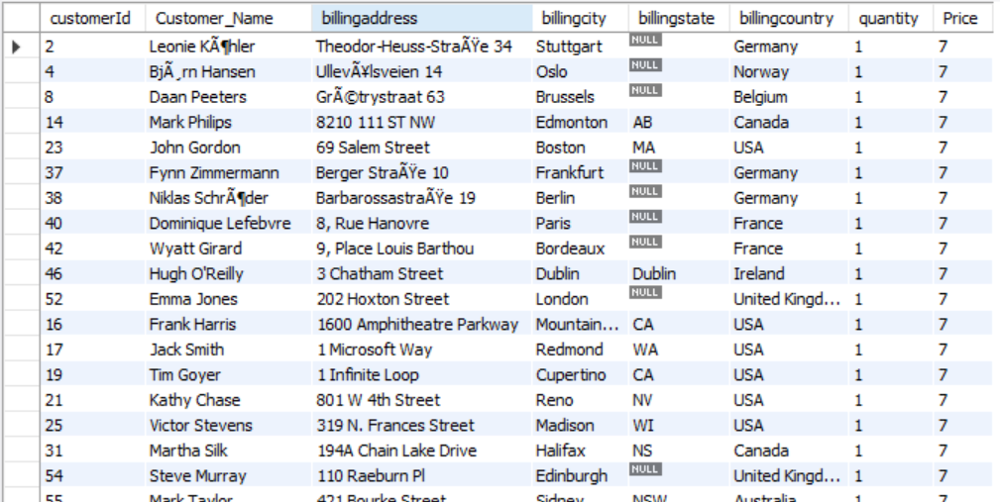 customerId Customer_Name billingaddress billingcity billingstate billingcountry quantity Price
2 Leonie KÃ¶hler Theodor-Heuss-StraÃŸe 34 Stuttgart NULL Germany 1 7
4 BjÃ¸rn Hansen UllevÃ¥lsveien 14 Oslo NULL Norway 1 7
8 Daan Peeters GrÃ©trystraat 63 Brussels NULL Belgium 1 7
14 Mark Philips 8210 111 ST NW Edmonton AB Canada 1 7
23 John Gordon 69 Salem Street Boston MA USA 1 7
37 Fynn Zimmermann Berger StraÃŸe 10 Frankfurt NULL Germany 1 7
38 Niklas SchrÃ¶der BarbarossastraÃŸe 19 Berlin NULL Germany 1 7
40 Dominique Lefebvre 8, Rue Hanovre Paris NULL France 1 7
42 Wyatt Girard 9, Place Louis Barthou Bordeaux NULL France 1 7
46 Hugh O'Reilly 3 Chatham Street Dublin Dublin Ireland 1 7
52 Emma Jones 202 Hoxton Street London NULL United Kingd... 1 7
16 Frank Harris 1600 Amphitheatre Parkway Mountain... CA USA 1 7
17 Jack Smith 1 Microsoft Way Redmond WA USA 1 7
19 Tim Goyer 1 Infinite Loop Cupertino CA USA 1 7
21 Kathy Chase 801 W 4th Street Reno NV USA 1 7
25 Victor Stevens 319 N. Frances Street Madison WI USA 1 7
31 Martha Silk 194A Chain Lake Drive Halifax NS Canada 1 7
54 Steve Murray 110 Raeburn Pl Edinburgh NULL United Kingd... 1 7
55 Mark Taylor 421 Bourke Street Sidney NSW Australia 1 7